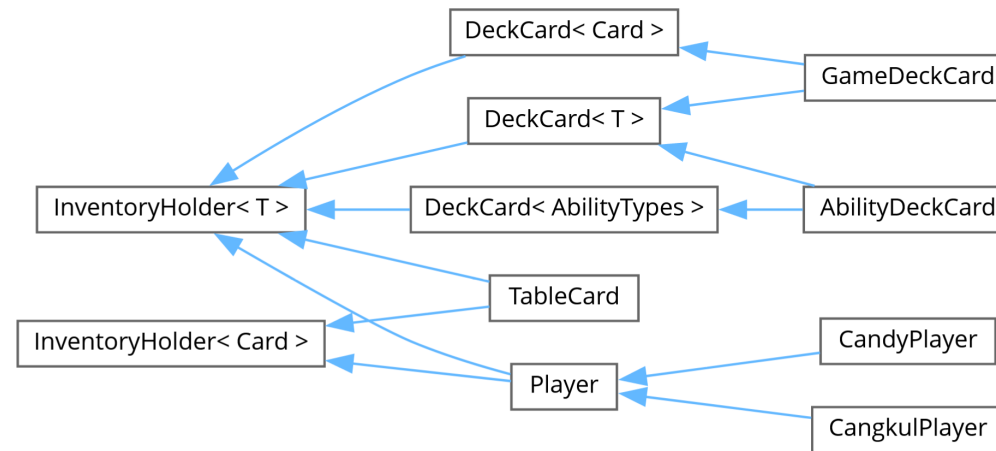 DeckCard< Card >
GameDeckCard
DeckCard< T >
InventoryHolder< T >
DeckCard< AbilityTypes >
AbilityDeckCard
TableCard
InventoryHolder< Card >
CandyPlayer
Player
CangkulPlayer